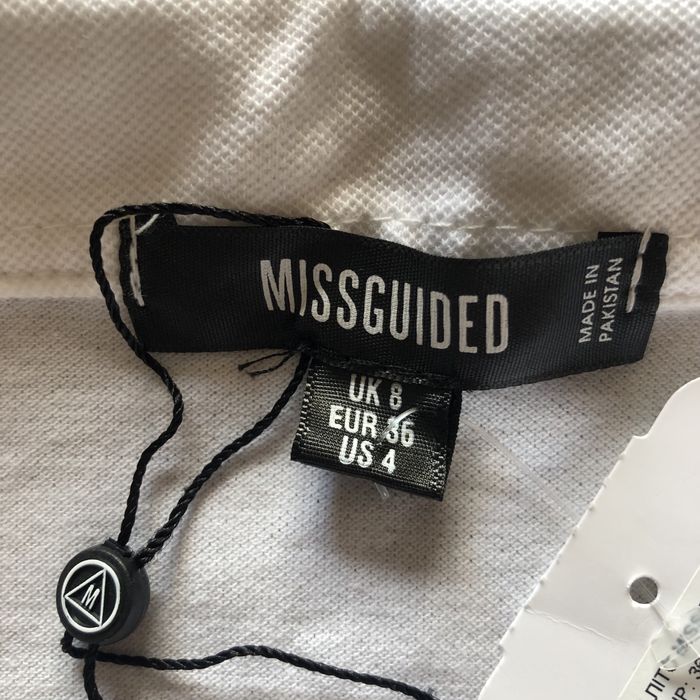 MISSGUIDED
MADE IN
PAKISTAN
UK 8
EUR 36
US 4
M